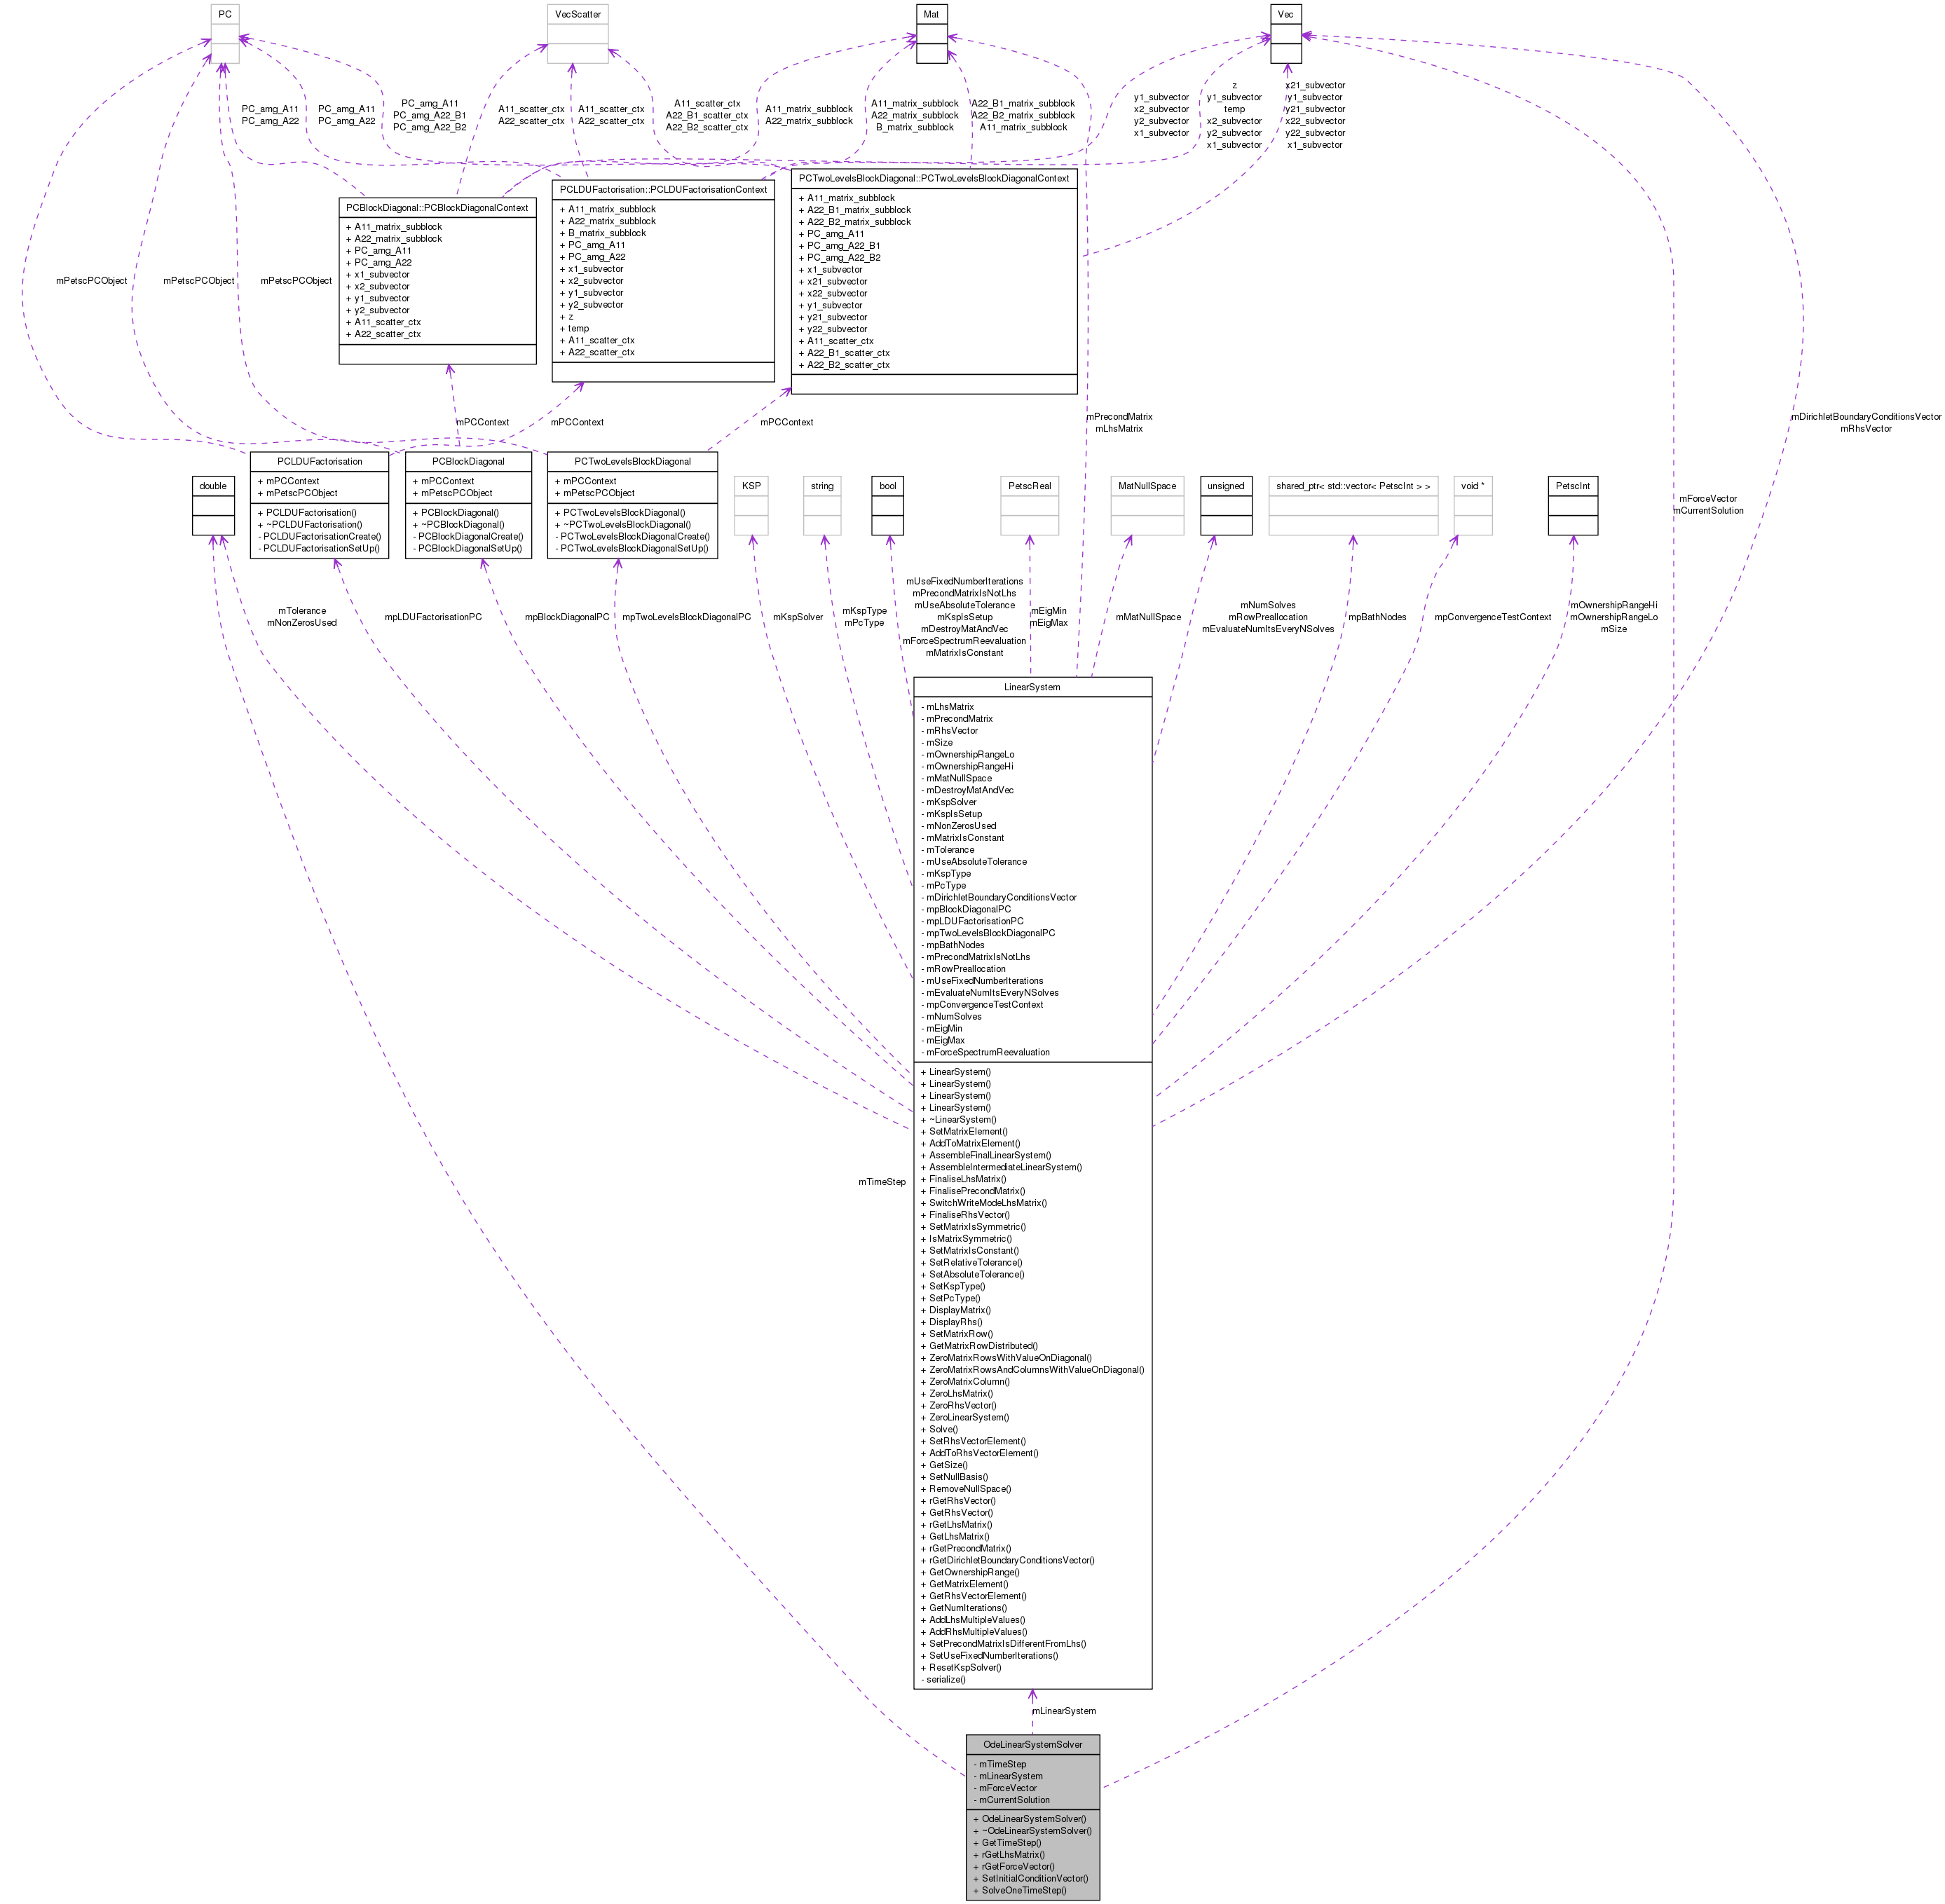 PC
VecScatter
Mat
Vec
PC_amg_A11
PC_amg_A22
PC_amg_A11
PC_amg_A22
PC_amg_A11
PC_amg_A22_B1
PC_amg_A22_B2
A11_scatter_ctx
A22_scatter_ctx
A11_scatter_ctx
A22_scatter_ctx
A11_scatter_ctx
A22_B1_scatter_ctx
A22_B2_scatter_ctx
A11_matrix_subblock
A22_matrix_subblock
A11_matrix_subblock
A22_matrix_subblock
B_matrix_subblock
A22_B1_matrix_subblock
A22_B2_matrix_subblock
A11_matrix_subblock
y1_subvector
x2_subvector
y2_subvector
x1_subvector
z
y1_subvector
temp
x2_subvector
y2_subvector
x1_subvector
x21_subvector
y1_subvector
y21_subvector
x22_subvector
y22_subvector
x1_subvector
PCBlockDiagonal::PCBlockDiagonalContext
+ A11_matrix_subblock
+ A22_matrix_subblock
+ PC_amg_A11
+ PC_amg_A22
+ x1_subvector
+ x2_subvector
+ y1_subvector
+ y2_subvector
+ A11_scatter_ctx
+ A22_scatter_ctx
PCLDUFactorisation::PCLDUFactorisationContext
+ A11_matrix_subblock
+ A22_matrix_subblock
+ B_matrix_subblock
+ PC_amg_A11
+ PC_amg_A22
+ x1_subvector
+ x2_subvector
+ y1_subvector
+ y2_subvector
+ z
+ temp
+ A11_scatter_ctx
+ A22_scatter_ctx
PCTwoLevelsBlockDiagonal::PCTwoLevelsBlockDiagonalContext
+ A11_matrix_subblock
+ A22_B1_matrix_subblock
+ A22_B2_matrix_subblock
+ PC_amg_A11
+ PC_amg_A22_B1
+ PC_amg_A22_B2
+ x1_subvector
+ x21_subvector
+ x22_subvector
+ y1_subvector
+ y21_subvector
+ y22_subvector
+ A11_scatter_ctx
+ A22_B1_scatter_ctx
+ A22_B2_scatter_ctx
mPetscPCObject
mPetscPCObject
mPetscPCObject
mPCContext
mPCContext
mPCContext
mPrecondMatrix
mLhsMatrix
mDirichletBoundaryConditionsVector
mRhsVector
mForceVector
mCurrentSolution
double
PCLDUFactorisation
+ mPCContext
+ mPetscPCObject
+ PCLDUFactorisation()
+ ~PCLDUFactorisation()
- PCLDUFactorisationCreate()
- PCLDUFactorisationSetUp()
PCBlockDiagonal
+ mPCContext
+ mPetscPCObject
+ PCBlockDiagonal()
+ ~PCBlockDiagonal()
- PCBlockDiagonalCreate()
- PCBlockDiagonalSetUp()
PCTwoLevelsBlockDiagonal
+ mPCContext
+ mPetscPCObject
+ PCTwoLevelsBlockDiagonal()
+ ~PCTwoLevelsBlockDiagonal()
- PCTwoLevelsBlockDiagonalCreate()
- PCTwoLevelsBlockDiagonalSetUp()
KSP
string
bool
PetscReal
MatNullSpace
unsigned
shared_ptr< std::vector< PetscInt > >
void *
PetscInt
mTolerance
mNonZerosUsed
mpLDUFactorisationPC
mpBlockDiagonalPC
mpTwoLevelsBlockDiagonalPC
mKspSolver
mKspType
mPcType
mUseFixedNumberIterations
mPrecondMatrixIsNotLhs
mUseAbsoluteTolerance
mKspIsSetup
mDestroyMatAndVec
mForceSpectrumReevaluation
mMatrixIsConstant
mEigMin
mEigMax
mMatNullSpace
mNumSolves
mRowPreallocation
mEvaluateNumItsEveryNSolves
mpBathNodes
mpConvergenceTestContext
mOwnershipRangeHi
mOwnershipRangeLo
mSize
LinearSystem
- mLhsMatrix
- mPrecondMatrix
- mRhsVector
- mSize
- mOwnershipRangeLo
- mOwnershipRangeHi
- mMatNullSpace
- mDestroyMatAndVec
- mKspSolver
- mKspIsSetup
- mNonZerosUsed
- mMatrixIsConstant
- mTolerance
- mUseAbsoluteTolerance
- mKspType
- mPcType
- mDirichletBoundaryConditionsVector
- mpBlockDiagonalPC
- mpLDUFactorisationPC
- mpTwoLevelsBlockDiagonalPC
- mpBathNodes
- mPrecondMatrixIsNotLhs
- mRowPreallocation
- mUseFixedNumberIterations
- mEvaluateNumItsEveryNSolves
- mpConvergenceTestContext
- mNumSolves
- mEigMin
- mEigMax
- mForceSpectrumReevaluation
+ LinearSystem()
+ LinearSystem()
+ LinearSystem()
+ LinearSystem()
+ ~LinearSystem()
+ SetMatrixElement()
+ AddToMatrixElement()
+ AssembleFinalLinearSystem()
+ AssembleIntermediateLinearSystem()
+ FinaliseLhsMatrix()
+ FinalisePrecondMatrix()
+ SwitchWriteModeLhsMatrix()
+ FinaliseRhsVector()
+ SetMatrixIsSymmetric()
+ IsMatrixSymmetric()
+ SetMatrixIsConstant()
+ SetRelativeTolerance()
+ SetAbsoluteTolerance()
+ SetKspType()
+ SetPcType()
+ DisplayMatrix()
+ DisplayRhs()
+ SetMatrixRow()
+ GetMatrixRowDistributed()
+ ZeroMatrixRowsWithValueOnDiagonal()
+ ZeroMatrixRowsAndColumnsWithValueOnDiagonal()
+ ZeroMatrixColumn()
+ ZeroLhsMatrix()
+ ZeroRhsVector()
+ ZeroLinearSystem()
+ Solve()
+ SetRhsVectorElement()
+ AddToRhsVectorElement()
+ GetSize()
+ SetNullBasis()
+ RemoveNullSpace()
+ rGetRhsVector()
+ GetRhsVector()
+ rGetLhsMatrix()
+ GetLhsMatrix()
+ rGetPrecondMatrix()
+ rGetDirichletBoundaryConditionsVector()
+ GetOwnershipRange()
+ GetMatrixElement()
+ GetRhsVectorElement()
+ GetNumIterations()
+ AddLhsMultipleValues()
+ AddRhsMultipleValues()
+ SetPrecondMatrixIsDifferentFromLhs()
+ SetUseFixedNumberIterations()
+ ResetKspSolver()
- serialize()
mTimeStep
mLinearSystem
OdeLinearSystemSolver
- mTimeStep
- mLinearSystem
- mForceVector
- mCurrentSolution
+ OdeLinearSystemSolver()
+ ~OdeLinearSystemSolver()
+ GetTimeStep()
+ rGetLhsMatrix()
+ rGetForceVector()
+ SetInitialConditionVector()
+ SolveOneTimeStep()